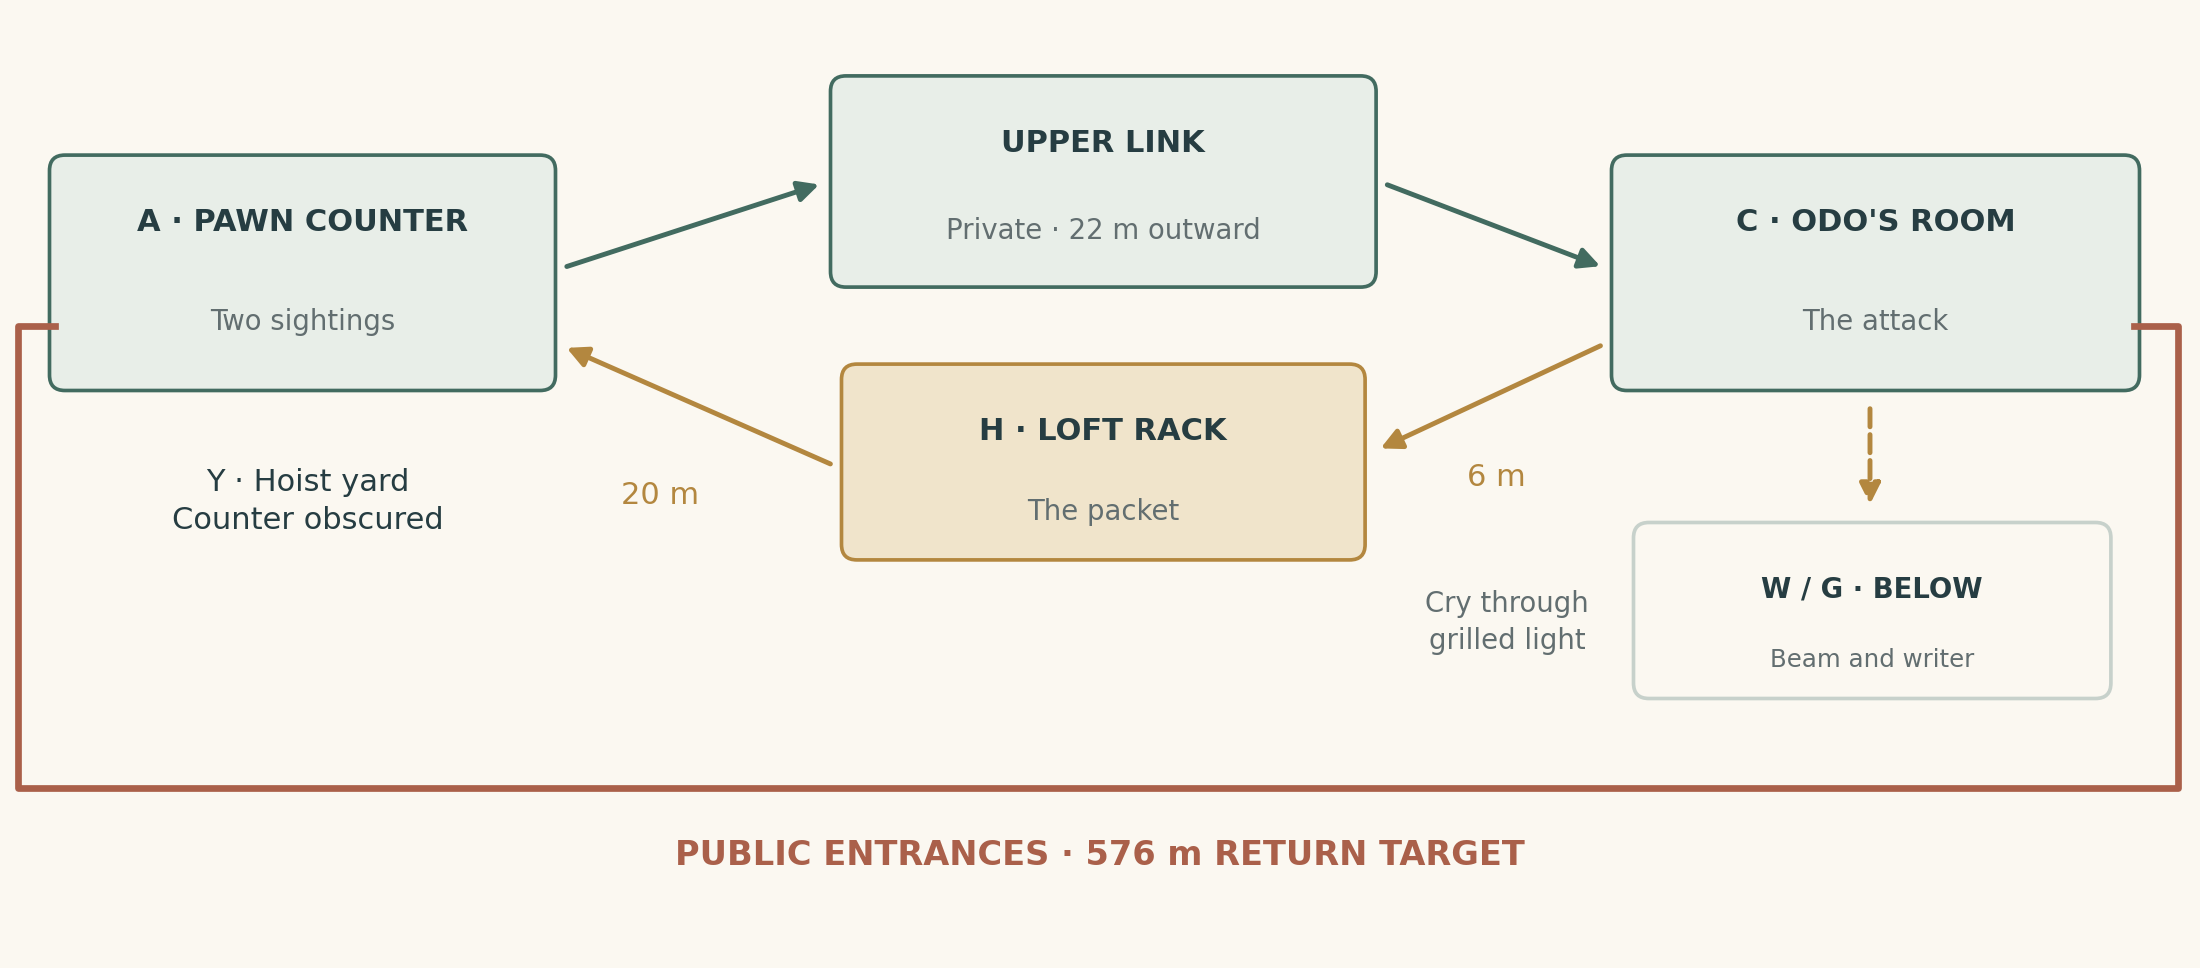 UPPER LINK
Private · 22 m outward
A · PAWN COUNTER
Two sightings
C · ODO'S ROOM
The attack
H · LOFT RACK
The packet
Y · Hoist yard
Counter obscured
20 m
6 m
Cry through
grilled light
W / G · BELOW
Beam and writer
PUBLIC ENTRANCES · 576 m RETURN TARGET